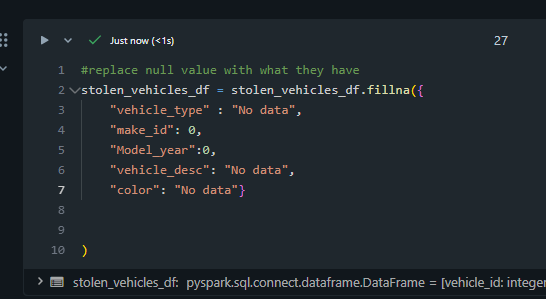 Just now (<1s)
27
1 #replace null value with what they have
2 stolen_vehicles_df = stolen_vehicles_df.fillna({
3 "vehicle_type" : "No data",
4 "make_id": 0,
5 "Model_year":0,
6 "vehicle_desc": "No data",
7 "color": "No data"}
8
9
10 )
stolen_vehicles_df: pyspark.sql.connect.dataframe.DataFrame = [vehicle_id: integer